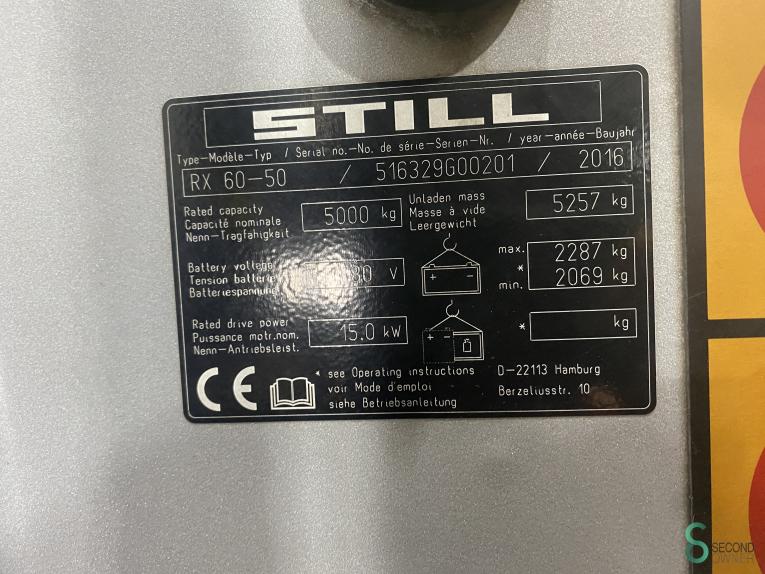 STILL
Type-Modèle-Typ / Serial no.-No. de série-Serien-Nr. / year-année-Baujahr
RX 60-50 / 516329G00201 / 2016
Rated capacity
Capacité nominale
Nenn-Tragfähigkeit
5000 kg
Unladen mass
Masse à vide
Leergewicht
5257 kg
Battery voltage
Tension batterie
Batteriespannung
80 V
max. 2287 kg
*
min. 2069 kg
Rated drive power
Puissance motr.nom.
Nenn-Antriebsleist.
15.0 kW
* kg
CE
* see Operating instructions
voir Mode d'emploi
siehe Betriebsanleitung
D-22113 Hamburg
Berzeliusstr. 10
SECOND
OWNER